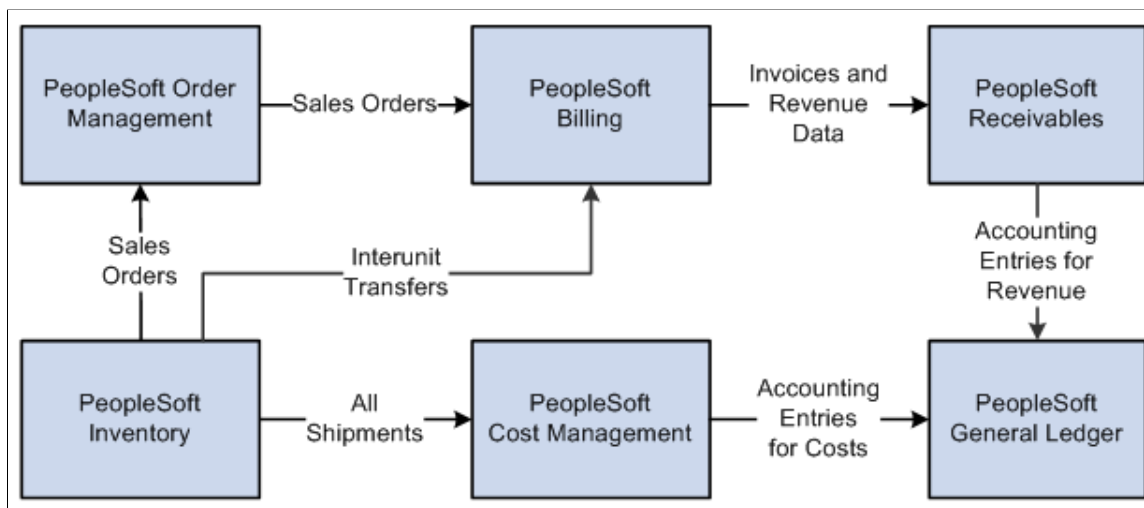 PeopleSoft Order
Management
Sales Orders
PeopleSoft
Billing
Invoices and
Revenue
Data
PeopleSoft
Receivables
Sales
Orders
Interunit
Transfers
Accounting
Entries for
Revenue
PeopleSoft
Inventory
All
Shipments
PeopleSoft
Cost Management
Accounting
Entries
for Costs
PeopleSoft
General Ledger